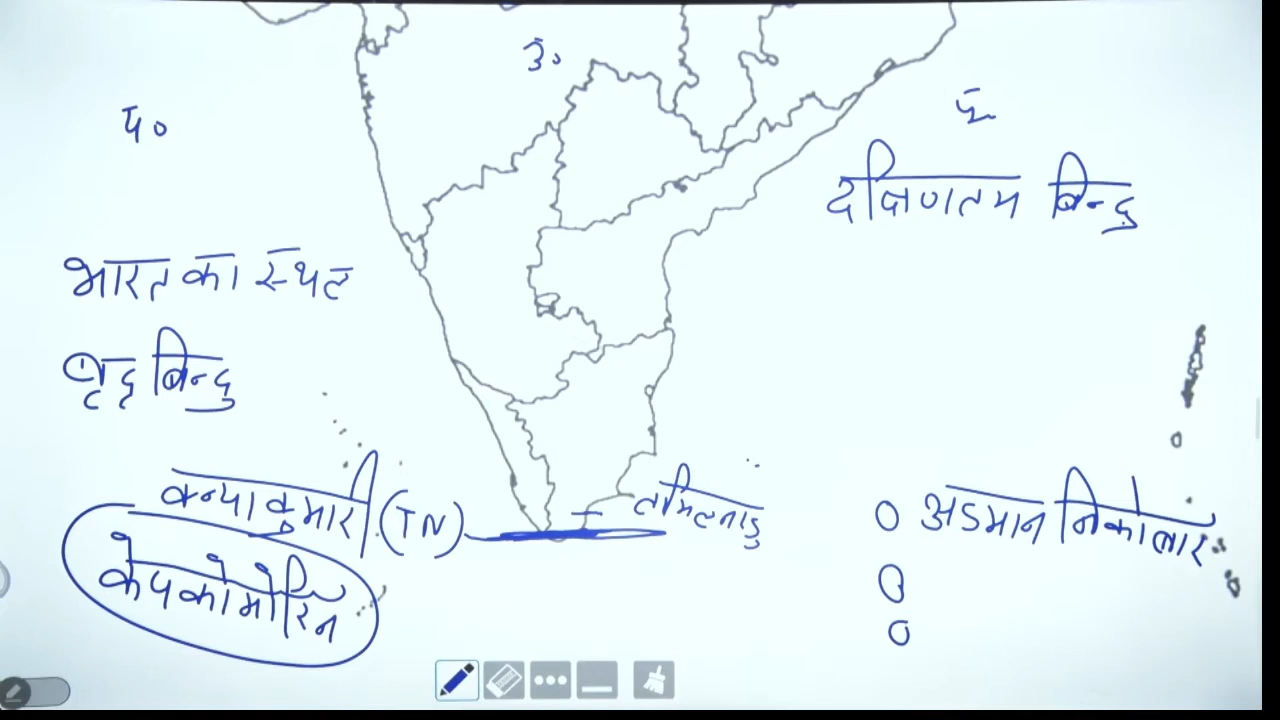 उ०
प०
पू०
दक्षिणतम बिन्दु
भारत का स्थल
बिन्दु
कन्याकुमारी (TN)
तमिलनाडु
केपकोमोरिन
अंडमान निकोबार